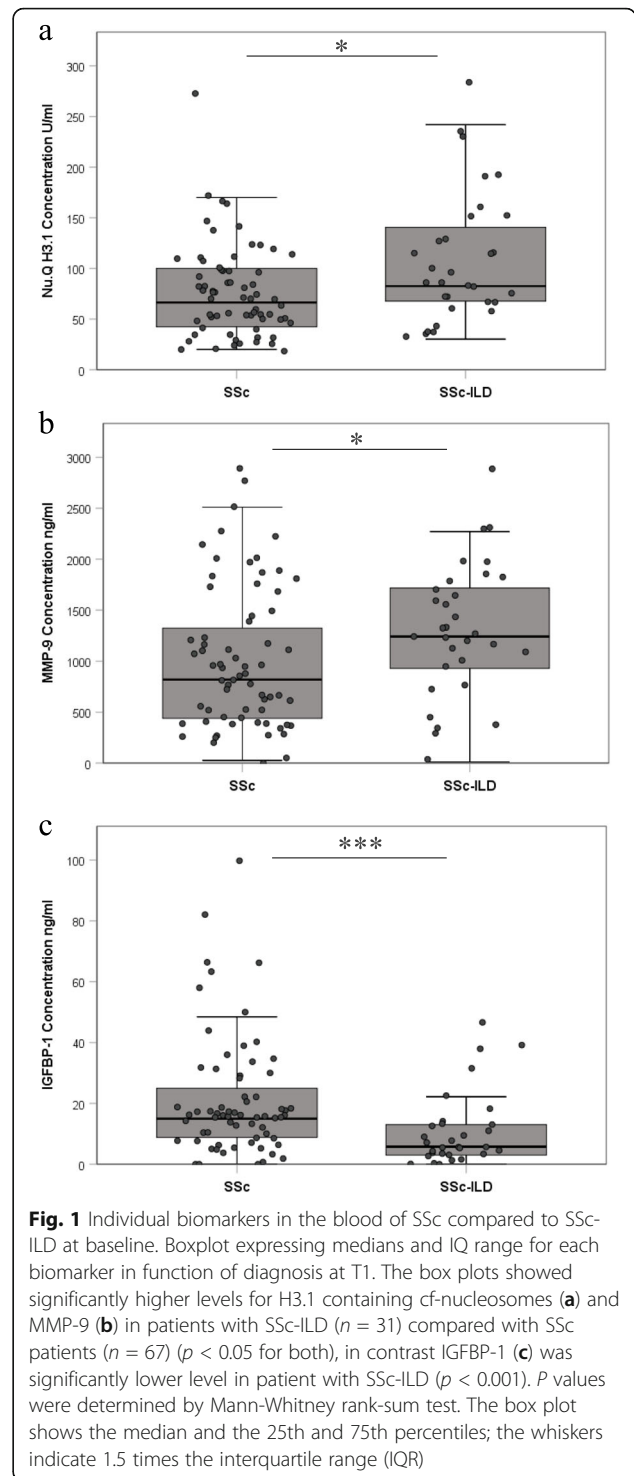 a
*
300
250
200
150
100
50
0
Nu.Q H3.1 Concentration U/ml
SSc SSc-ILD
b
*
3000
2500
2000
1500
1000
500
0
MMP-9 Concentration ng/ml
SSc SSc-ILD
c
***
100
80
60
40
20
0
IGFBP-1 Concentration ng/ml
SSc SSc-ILD
Fig. 1 Individual biomarkers in the blood of SSc compared to SSc-
ILD at baseline. Boxplot expressing medians and IQ range for each
biomarker in function of diagnosis at T1. The box plots showed
significantly higher levels for H3.1 containing cf-nucleosomes (a) and
MMP-9 (b) in patients with SSc-ILD (n = 31) compared with SSc
patients (n = 67) (p < 0.05 for both), in contrast IGFBP-1 (c) was
significantly lower level in patient with SSc-ILD (p < 0.001). P values
were determined by Mann-Whitney rank-sum test. The box plot
shows the median and the 25th and 75th percentiles; the whiskers
indicate 1.5 times the interquartile range (IQR)